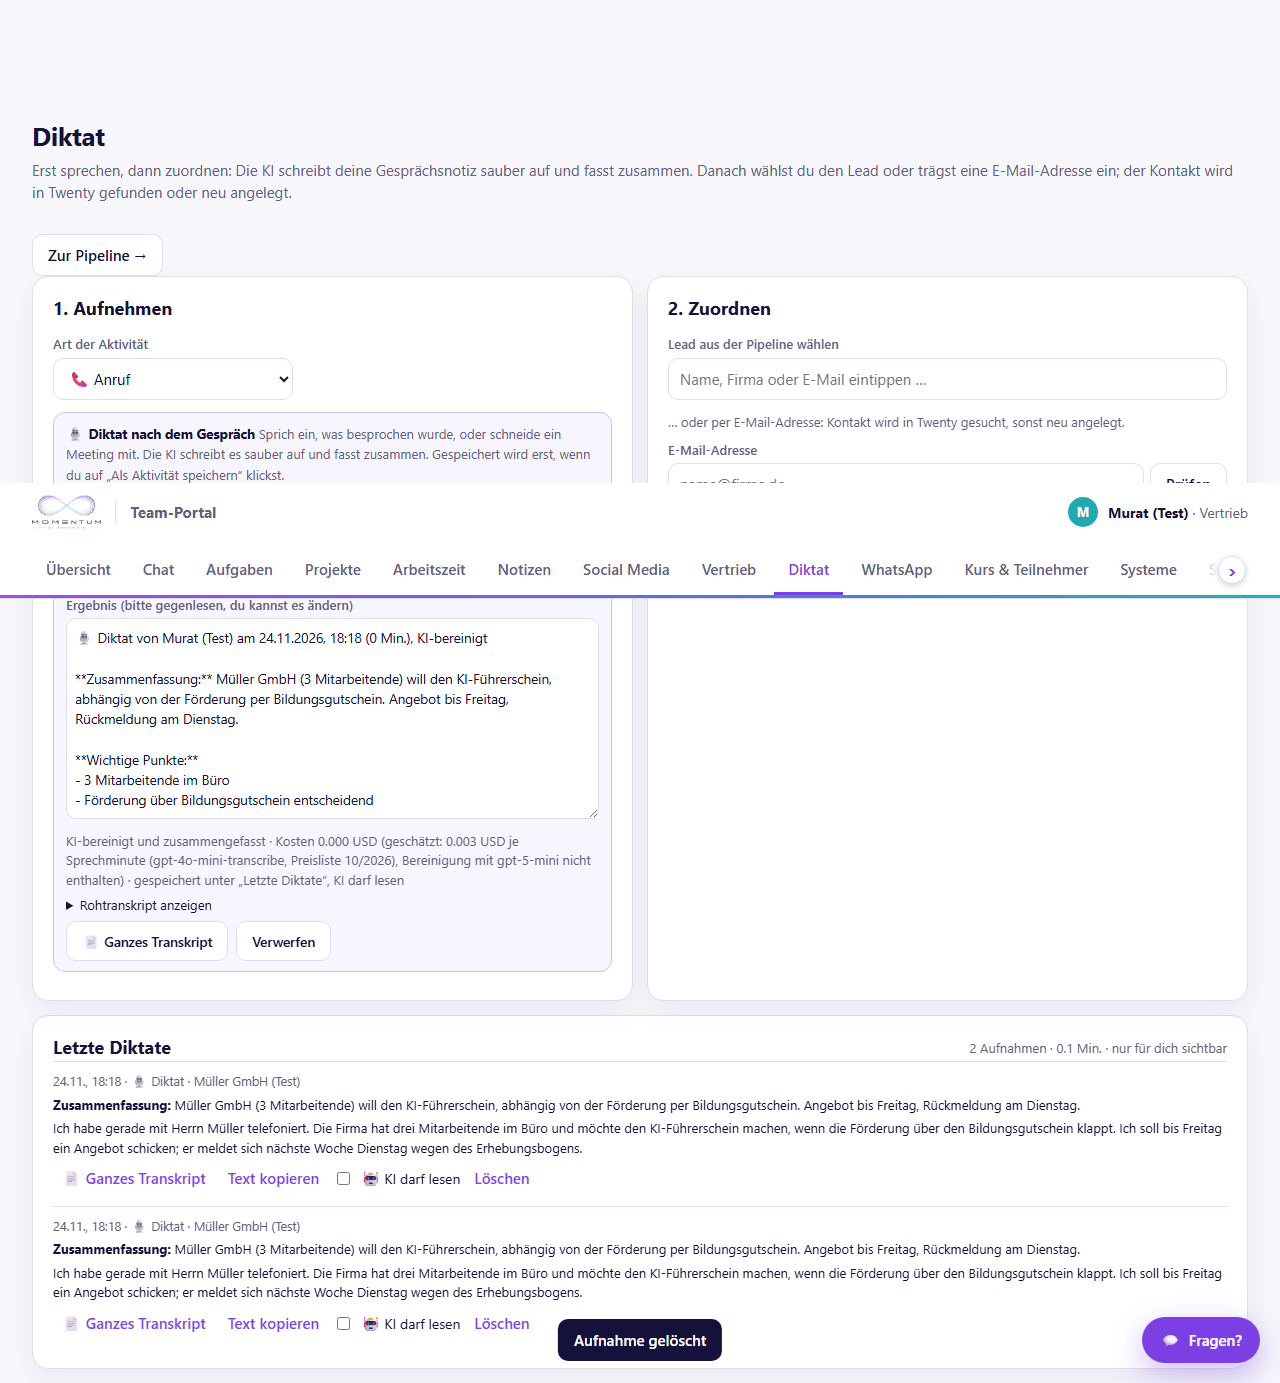 Diktat
Erst sprechen, dann zuordnen: Die KI schreibt deine Gesprächsnotiz sauber auf und fasst zusammen. Danach wählst du den Lead oder trägst eine E-Mail-Adresse ein; der Kontakt wird
in Twenty gefunden oder neu angelegt.
Zur Pipeline →
1. Aufnehmen
Art der Aktivität
Anruf
Diktat nach dem Gespräch Sprich ein, was besprochen wurde, oder schneide ein
Meeting mit. Die KI schreibt es sauber auf und fasst zusammen. Gespeichert wird erst, wenn
du auf „Als Aktivität speichern“ klickst.
2. Zuordnen
Lead aus der Pipeline wählen
Name, Firma oder E-Mail eintippen ...
... oder per E-Mail-Adresse: Kontakt wird in Twenty gesucht, sonst neu angelegt.
E-Mail-Adresse
name@firma.de
Prüfen
MOMENTUM
Team-Portal
M
Murat (Test) · Vertrieb
Übersicht
Chat
Aufgaben
Projekte
Arbeitszeit
Notizen
Social Media
Vertrieb
Diktat
WhatsApp
Kurs & Teilnehmer
Systeme
Ergebnis (bitte gegenlesen, du kannst es ändern)
Diktat von Murat (Test) am 24.11.2026, 18:18 (0 Min.), KI-bereinigt
**Zusammenfassung:** Müller GmbH (3 Mitarbeitende) will den KI-Führerschein,
abhängig von der Förderung per Bildungsgutschein. Angebot bis Freitag,
Rückmeldung am Dienstag.
**Wichtige Punkte:**
- 3 Mitarbeitende im Büro
- Förderung über Bildungsgutschein entscheidend
KI-bereinigt und zusammengefasst · Kosten 0.000 USD (geschätzt: 0.003 USD je
Sprechminute (gpt-4o-mini-transcribe, Preisliste 10/2026), Bereinigung mit gpt-5-mini nicht
enthalten) · gespeichert unter „Letzte Diktate“, KI darf lesen
Rohtranskript anzeigen
Ganzes Transkript
Verwerfen
Letzte Diktate
2 Aufnahmen · 0.1 Min. · nur für dich sichtbar
24.11., 18:18 · Diktat · Müller GmbH (Test)
Zusammenfassung: Müller GmbH (3 Mitarbeitende) will den KI-Führerschein, abhängig von der Förderung per Bildungsgutschein. Angebot bis Freitag, Rückmeldung am Dienstag.
Ich habe gerade mit Herrn Müller telefoniert. Die Firma hat drei Mitarbeitende im Büro und möchte den KI-Führerschein machen, wenn die Förderung über den Bildungsgutschein klappt. Ich soll bis Freitag
ein Angebot schicken; er meldet sich nächste Woche Dienstag wegen des Erhebungsbogens.
Ganzes Transkript
Text kopieren
KI darf lesen
Löschen
24.11., 18:18 · Diktat · Müller GmbH (Test)
Zusammenfassung: Müller GmbH (3 Mitarbeitende) will den KI-Führerschein, abhängig von der Förderung per Bildungsgutschein. Angebot bis Freitag, Rückmeldung am Dienstag.
Ich habe gerade mit Herrn Müller telefoniert. Die Firma hat drei Mitarbeitende im Büro und möchte den KI-Führerschein machen, wenn die Förderung über den Bildungsgutschein klappt. Ich soll bis Freitag
ein Angebot schicken; er meldet sich nächste Woche Dienstag wegen des Erhebungsbogens.
Ganzes Transkript
Text kopieren
KI darf lesen
Löschen
Aufnahme gelöscht
Fragen?